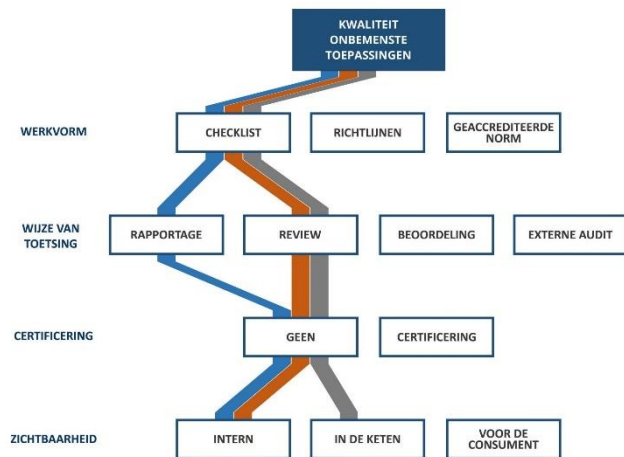 KWALITEIT
ONBEMENSTE
TOEPASSINGEN
WERKVORM
CHECKLIST
RICHTLIJNEN
GEACCREDITEERDE
NORM
WIJZE VAN
TOETSING
RAPPORTAGE
REVIEW
BEOORDELING
EXTERNE AUDIT
CERTIFICERING
GEEN
CERTIFICERING
ZICHTBAARHEID
INTERN
IN DE KETEN
VOOR DE
CONSUMENT